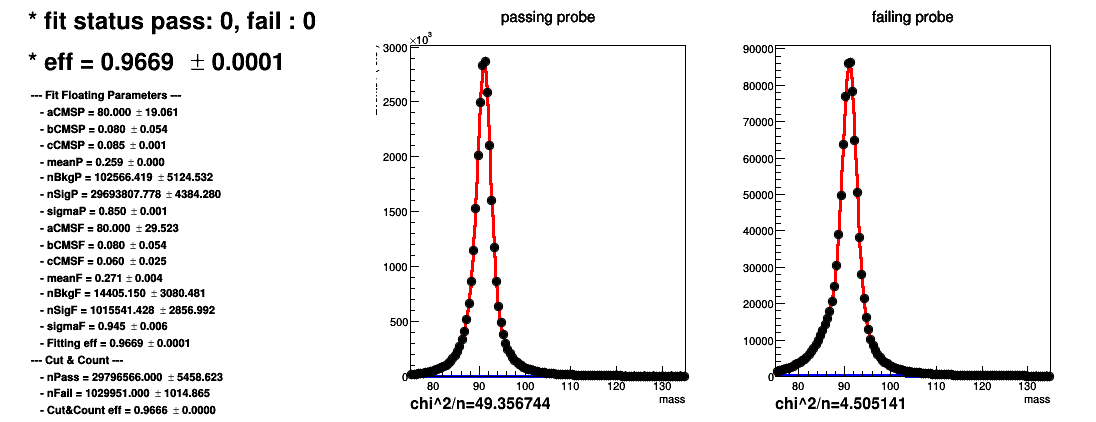 * fit status pass: 0, fail : 0
* eff = 0.9669 ± 0.0001
--- Fit Floating Parameters ---
- aCMSP = 80.000 ± 19.061
- bCMSP = 0.080 ± 0.054
- cCMSP = 0.085 ± 0.001
- meanP = 0.259 ± 0.000
- nBkgP = 102566.419 ± 5124.532
- nSigP = 29693807.778 ± 4384.280
- sigmaP = 0.850 ± 0.001
- aCMSF = 80.000 ± 29.523
- bCMSF = 0.080 ± 0.054
- cCMSF = 0.060 ± 0.025
- meanF = 0.271 ± 0.004
- nBkgF = 14405.150 ± 3080.481
- nSigF = 1015541.428 ± 2856.992
- sigmaF = 0.945 ± 0.006
- Fitting eff = 0.9669 ± 0.0001
--- Cut & Count ---
- nPass = 29796566.000 ± 5458.623
- nFail = 1029951.000 ± 1014.865
- Cut&Count eff = 0.9666 ± 0.0000
passing probe
×10³
3000
2500
2000
1500
1000
500
0
80 90 100 110 120 130
mass
chi^2/n=49.356744
failing probe
90000
80000
70000
60000
50000
40000
30000
20000
10000
0
80 90 100 110 120 130
mass
chi^2/n=4.505141